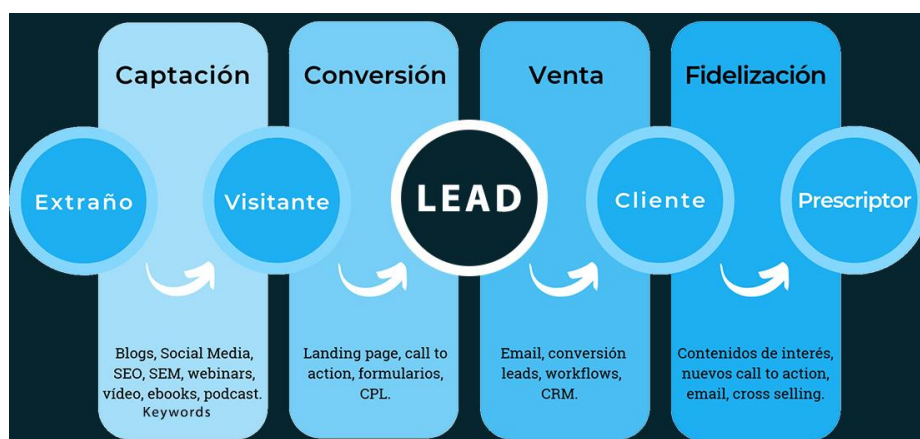 Captación
Conversión
Venta
Fidelización
Extraño
Visitante
LEAD
Cliente
Prescriptor
Blogs, Social Media,
SEO, SEM, webinars,
vídeo, ebooks, podcast.
Keywords
Landing page, call to
action, formularios,
CPL.
Email, conversión
leads, workflows,
CRM.
Contenidos de interés,
nuevos call to action,
email, cross selling.